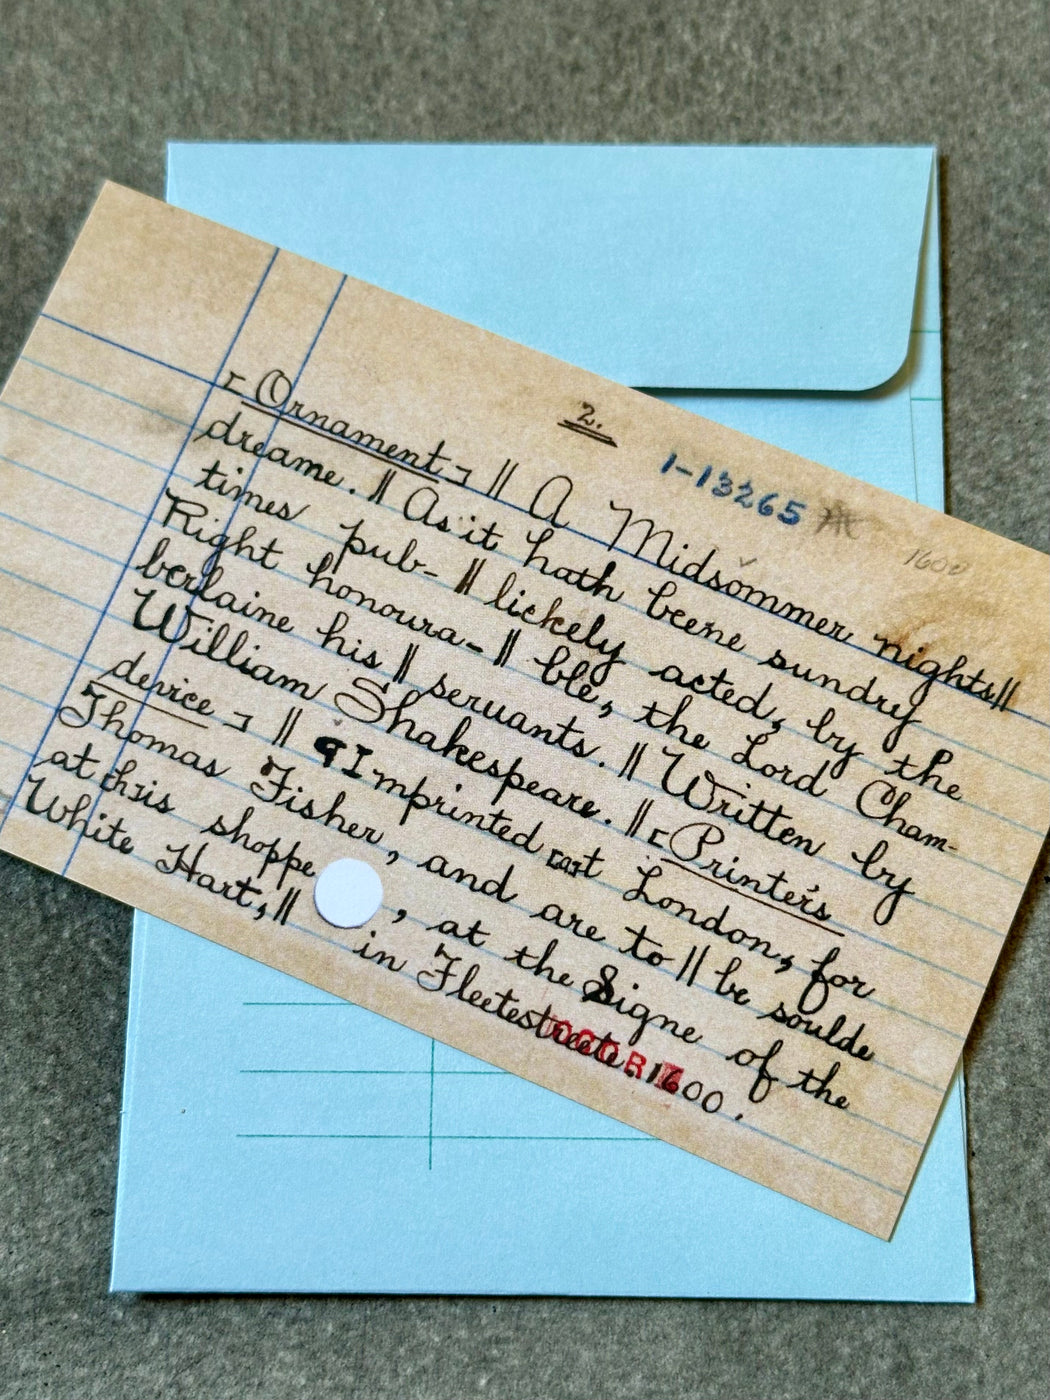 2.
1-13265
1600
[Ornament] || A Midsommer nights||
dreame. || As it hath beene sundry
times pub- || lickely acted, by the
Right honoura- || ble, the Lord Cham-
berlaine his || seruants. || Written by
William Shakespeare. || [Printer's
device] || ¶ Imprinted [at] London, for
Thomas Fisher, and are to || be soulde
at his shoppe, at the Signe of the
White Hart, || in Fleetestreete. 1600.